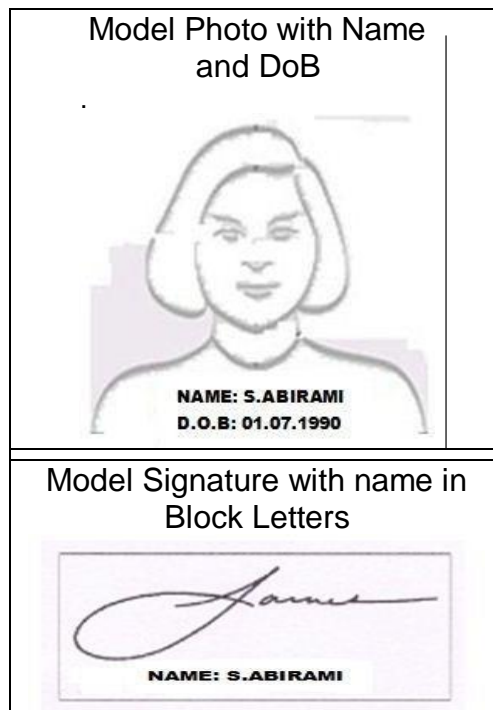 Model Photo with Name
and DoB
.
NAME: S.ABIRAMI
D.O.B: 01.07.1990
Model Signature with name in
Block Letters
James
NAME: S.ABIRAMI